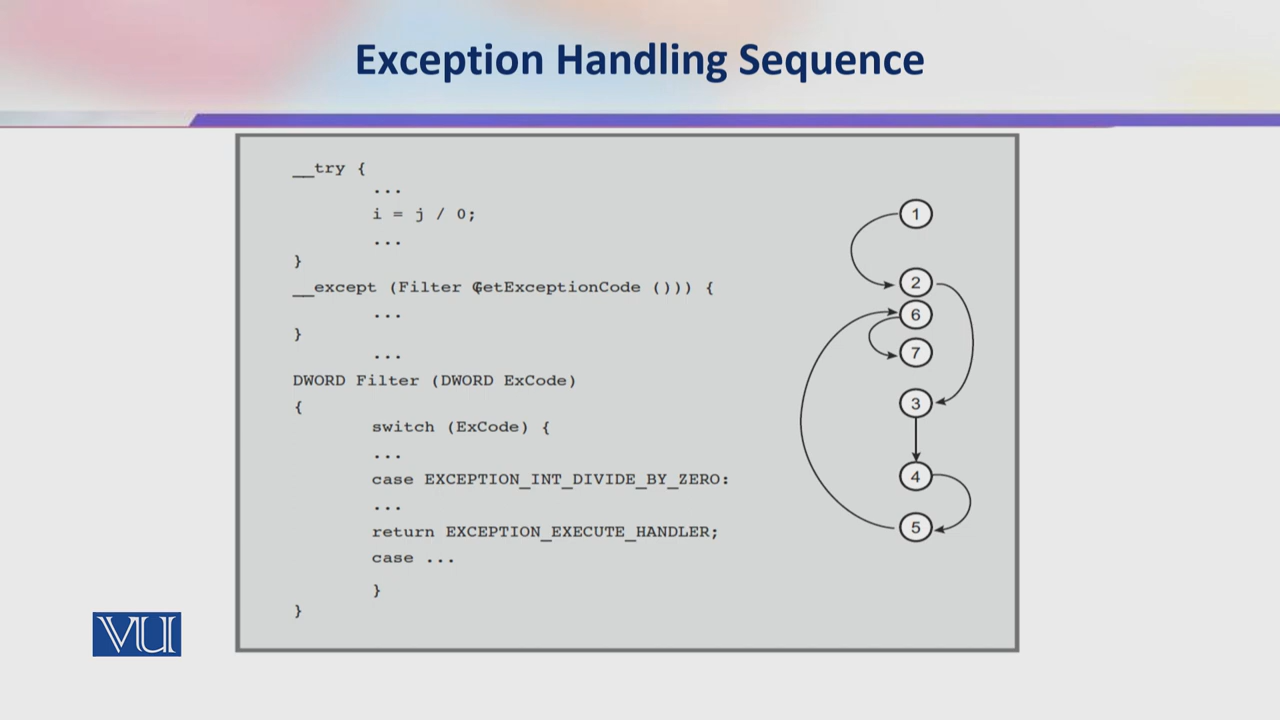 Exception Handling Sequence
__try {
...
i = j / 0;
...
}
__except (Filter GetExceptionCode ())) {
...
}
...
DWORD Filter (DWORD ExCode)
{
switch (ExCode) {
...
case EXCEPTION_INT_DIVIDE_BY_ZERO:
...
return EXCEPTION_EXECUTE_HANDLER;
case ...
}
}
1
2
6
7
3
4
5
VU